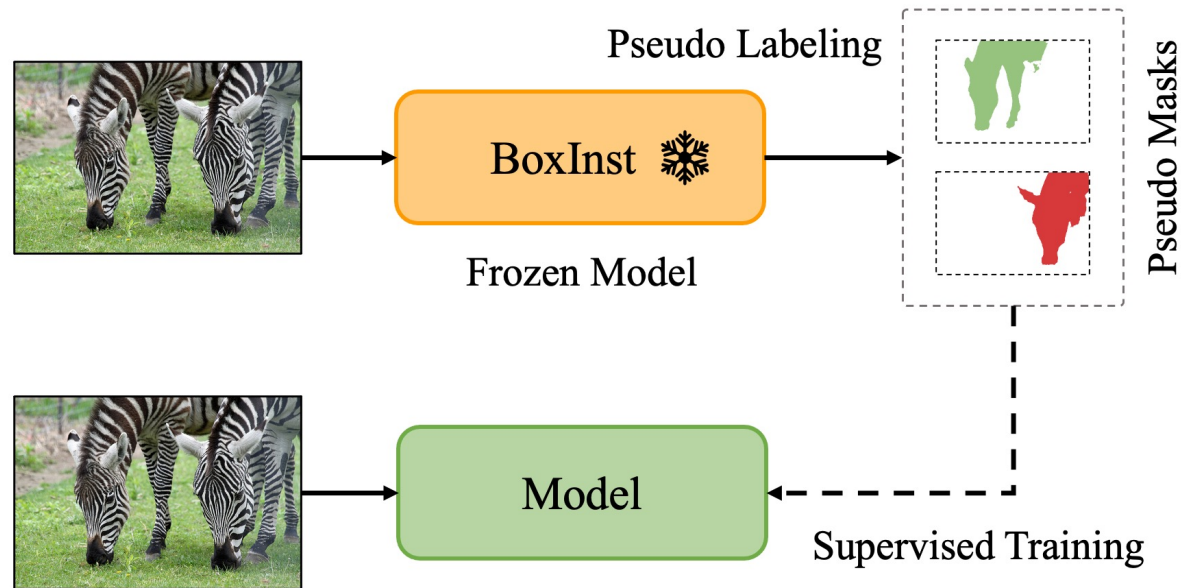 Pseudo Labeling
BoxInst
Pseudo Masks
Frozen Model
Model
Supervised Training